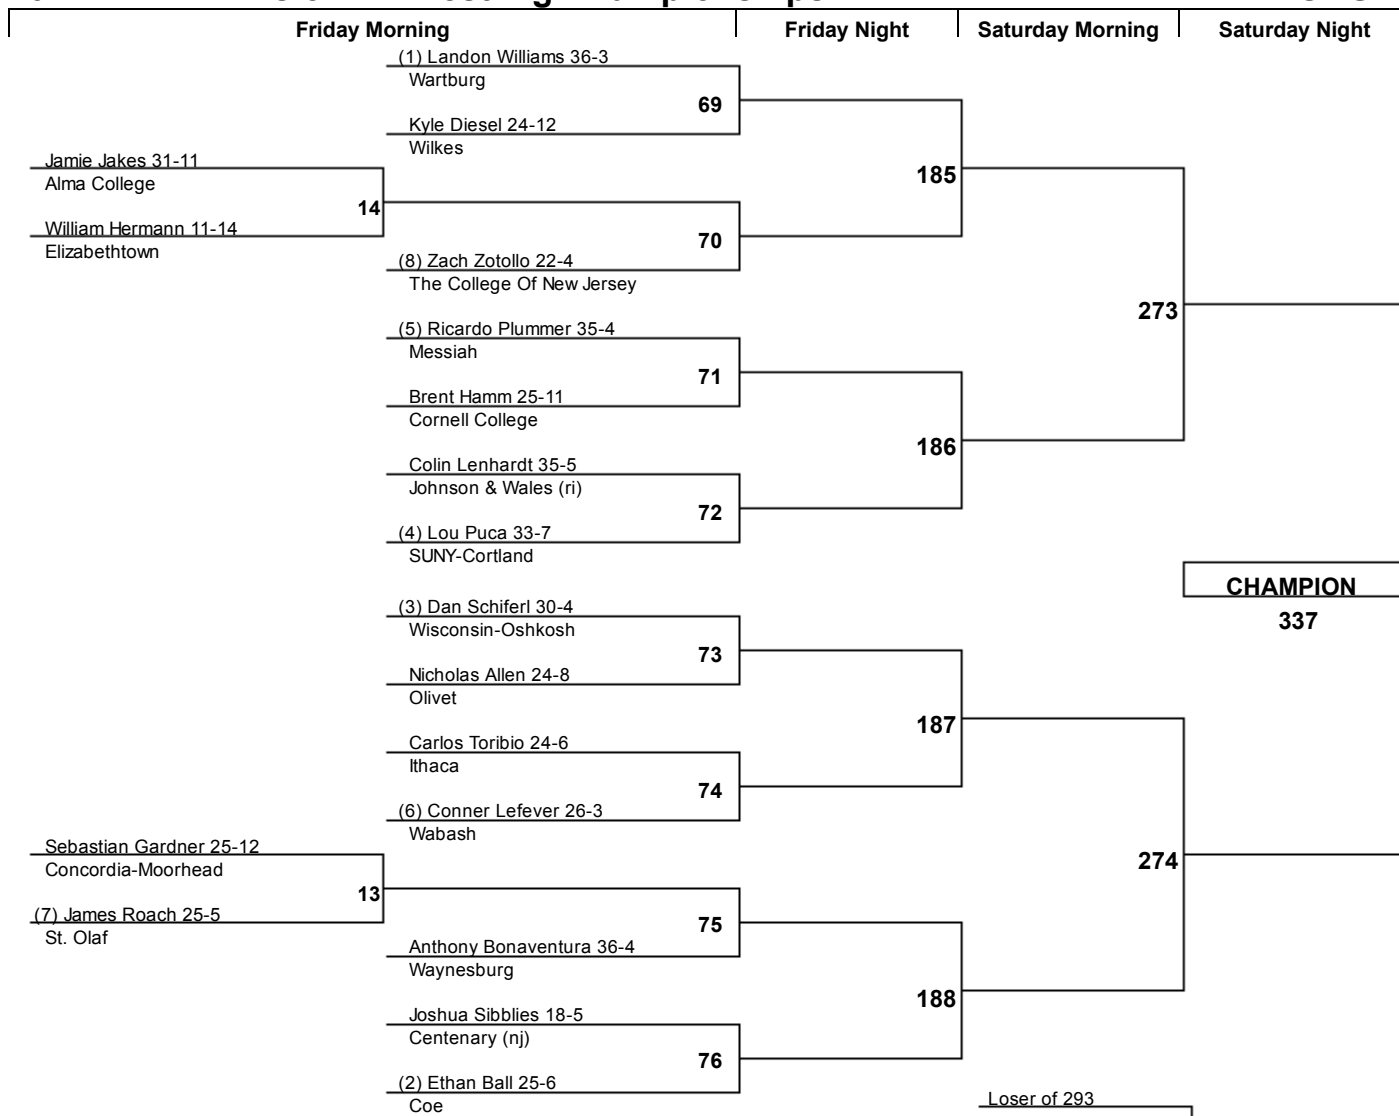 Friday Morning
Friday Night
Saturday Morning
Saturday Night
(1) Landon Williams 36-3
Wartburg
69
Kyle Diesel 24-12
Wilkes
Jamie Jakes 31-11
Alma College
185
14
William Hermann 11-14
Elizabethtown
70
(8) Zach Zotollo 22-4
The College Of New Jersey
273
(5) Ricardo Plummer 35-4
Messiah
71
Brent Hamm 25-11
Cornell College
186
Colin Lenhardt 35-5
Johnson & Wales (ri)
72
(4) Lou Puca 33-7
SUNY-Cortland
CHAMPION
337
(3) Dan Schiferl 30-4
Wisconsin-Oshkosh
73
Nicholas Allen 24-8
Olivet
187
Carlos Toribio 24-6
Ithaca
74
(6) Conner Lefever 26-3
Wabash
Sebastian Gardner 25-12
Concordia-Moorhead
274
13
(7) James Roach 25-5
St. Olaf
75
Anthony Bonaventura 36-4
Waynesburg
188
Joshua Sibblies 18-5
Centenary (nj)
76
(2) Ethan Ball 25-6
Coe
Loser of 293